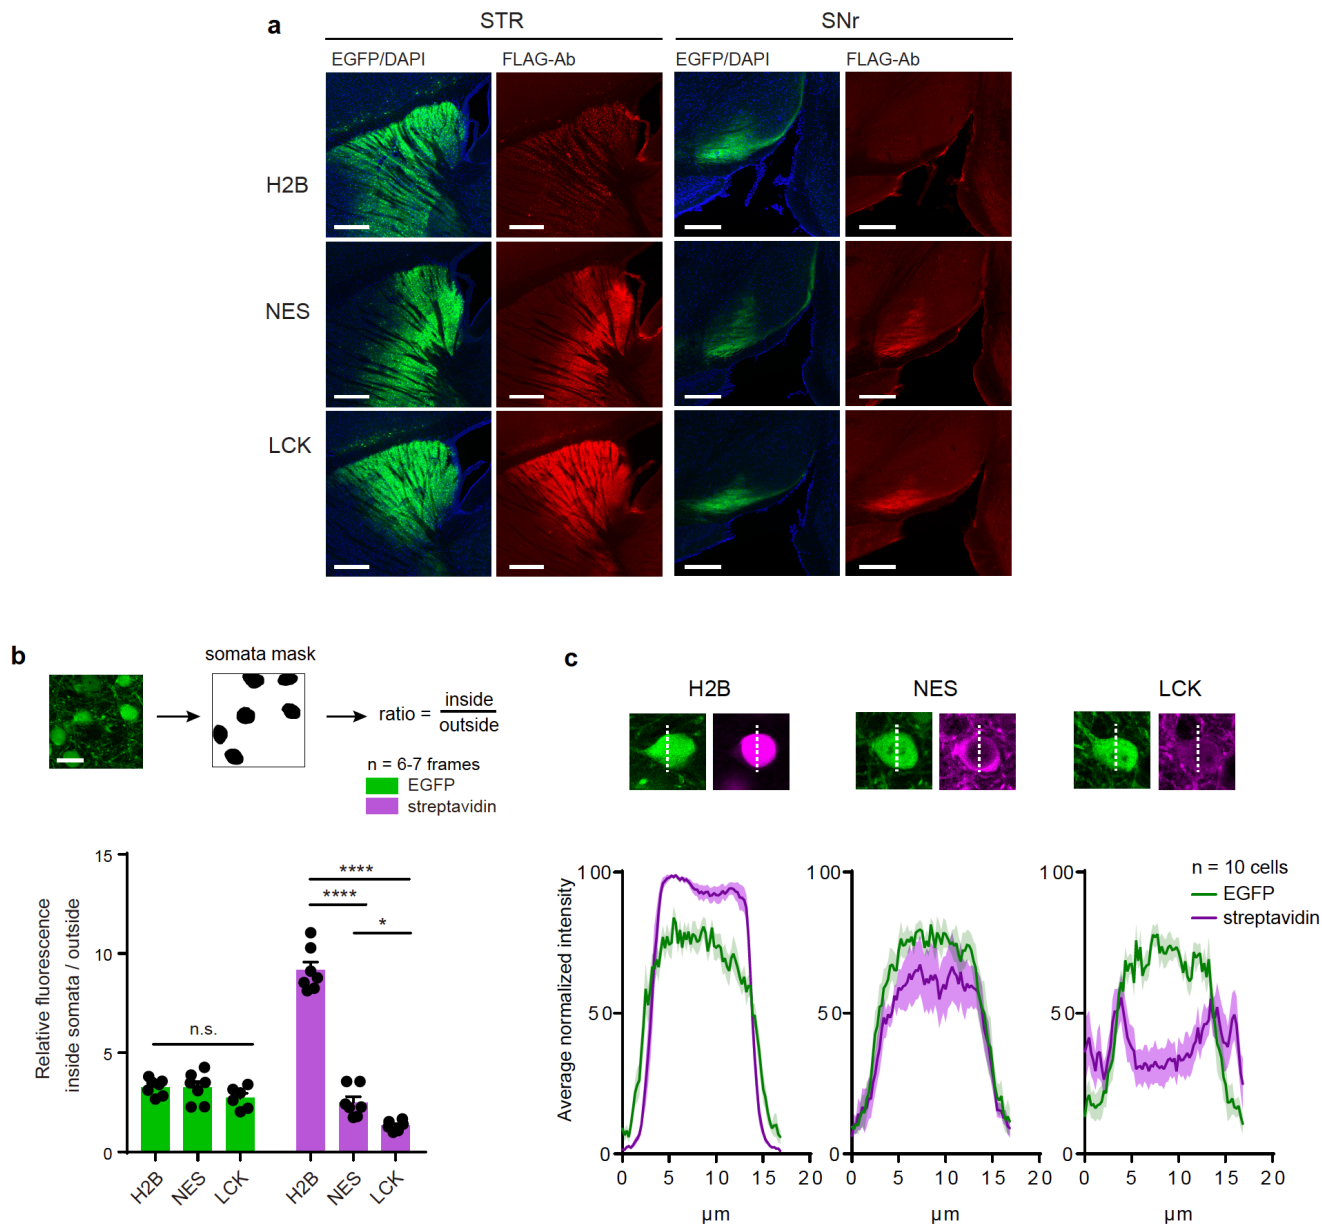 a
STR SNr
EGFP/DAPI FLAG-Ab EGFP/DAPI FLAG-Ab
H2B
NES
LCK
b
somata mask
ratio = inside
outside
n = 6-7 frames
EGFP
streptavidin
Relative fluorescence
inside somata / outside
15
10
5
0
n.s.
****
****
*
H2B NES LCK H2B NES LCK
c
H2B NES LCK
n = 10 cells
EGFP
streptavidin
Average normalized intensity
100 100 100
50 50 50
0 0 0
0 5 10 15 20 0 5 10 15 20 0 5 10 15 20
µm µm µm